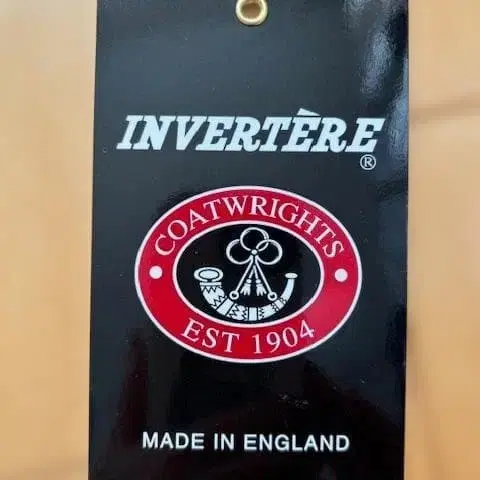 INVERTÈRE
®
COATWRIGHTS
EST 1904
MADE IN ENGLAND